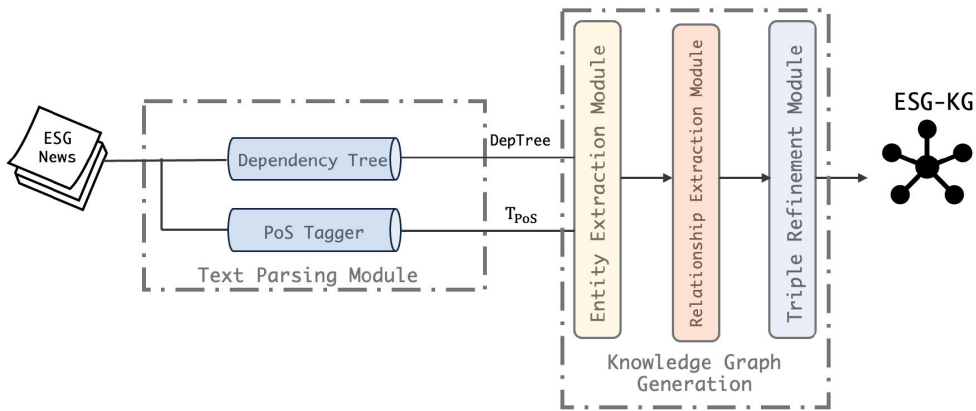 ESG
News
Dependency Tree
PoS Tagger
Text Parsing Module
DepTree
T_PoS
Entity Extraction Module
Relationship Extraction Module
Triple Refinement Module
Knowledge Graph
Generation
ESG-KG